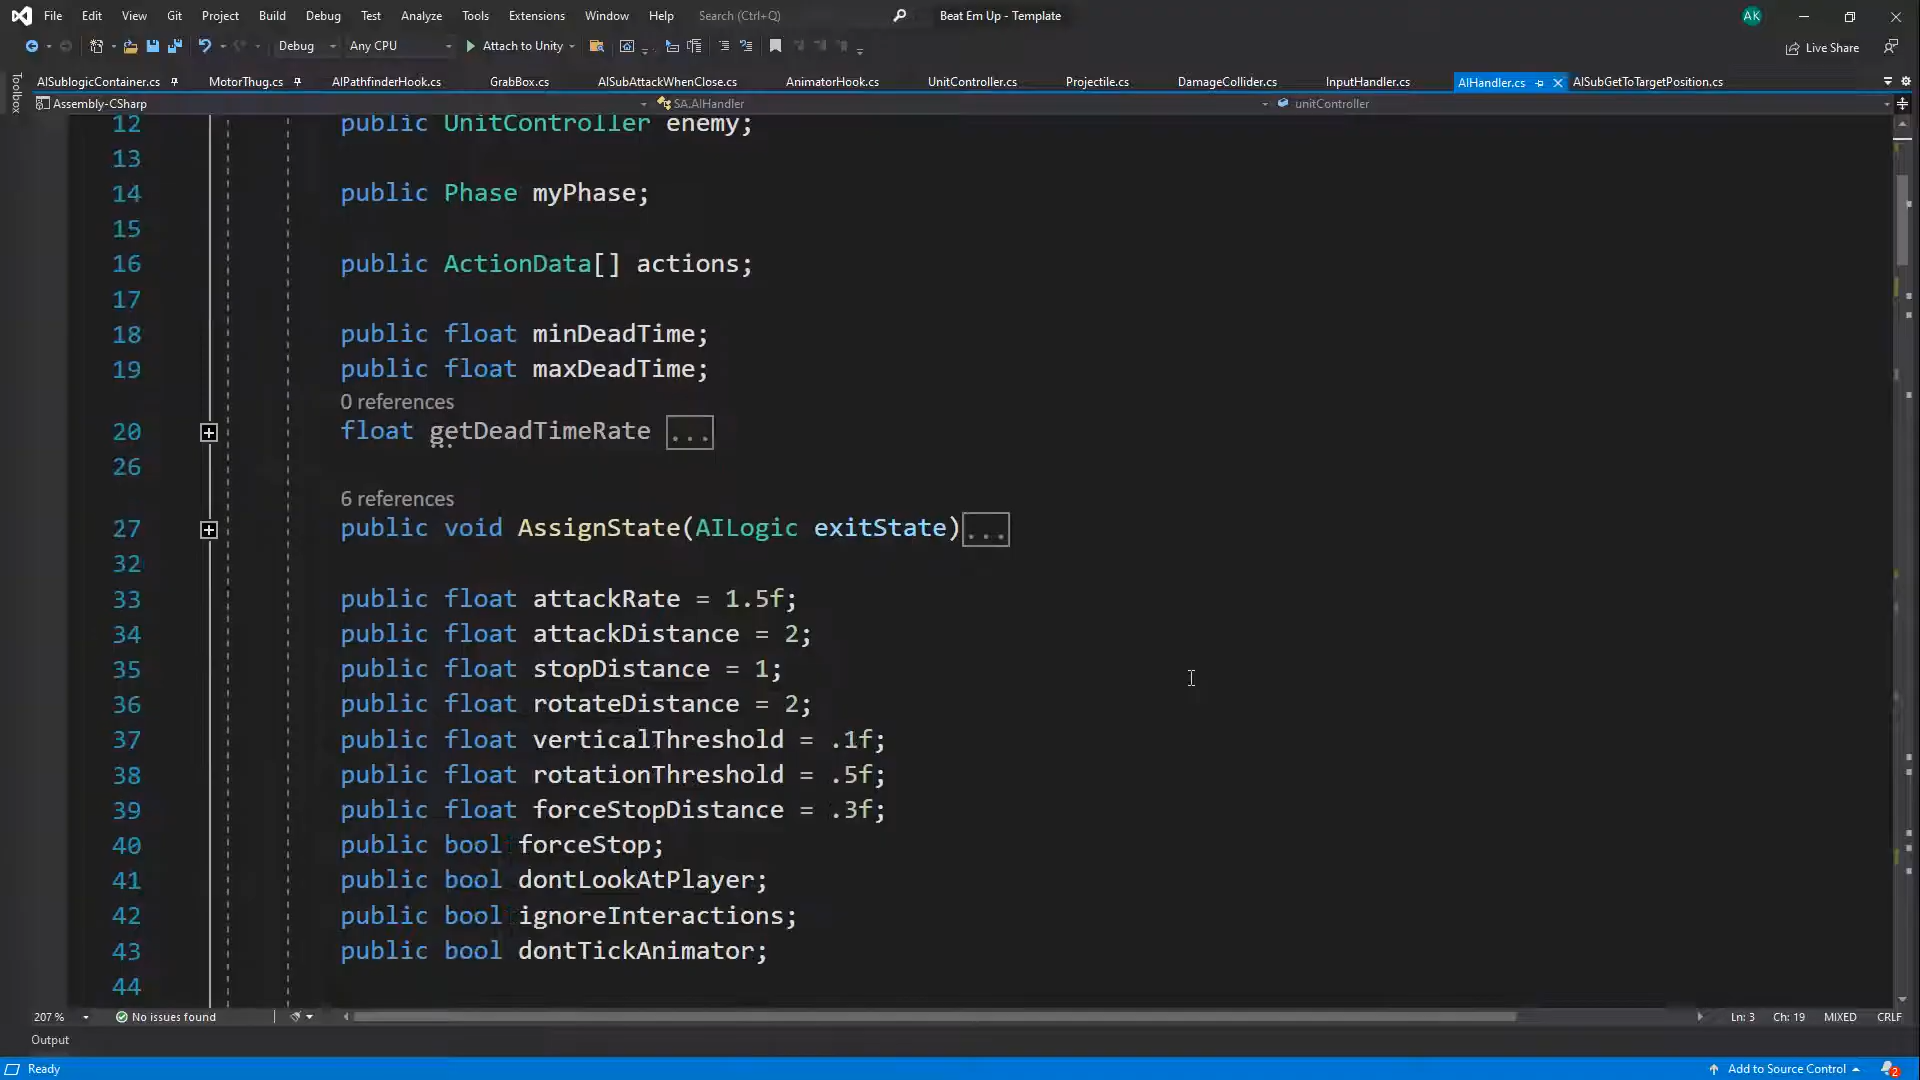 File Edit View Git Project Build Debug Test Analyze Tools Extensions Window Help Search (Ctrl+Q) Beat Em Up - Template AK
Debug Any CPU Attach to Unity Live Share
Toolbox
AISublogicContainer.cs MotorThug.cs AIPathfinderHook.cs GrabBox.cs AISubAttackWhenClose.cs AnimatorHook.cs UnitController.cs Projectile.cs DamageCollider.cs InputHandler.cs AIHandler.cs AISubGetToTargetPosition.cs
Assembly-CSharp SA.AIHandler unitController
12 public UnitController enemy;
13
14 public Phase myPhase;
15
16 public ActionData[] actions;
17
18 public float minDeadTime;
19 public float maxDeadTime;
0 references
20 float getDeadTimeRate ...
26
6 references
27 public void AssignState(AILogic exitState)...
32
33 public float attackRate = 1.5f;
34 public float attackDistance = 2;
35 public float stopDistance = 1;
36 public float rotateDistance = 2;
37 public float verticalThreshold = .1f;
38 public float rotationThreshold = .5f;
39 public float forceStopDistance = .3f;
40 public bool forceStop;
41 public bool dontLookAtPlayer;
42 public bool ignoreInteractions;
43 public bool dontTickAnimator;
44
207 % No issues found Ln: 3 Ch: 19 MIXED CRLF
Output
Ready Add to Source Control 2